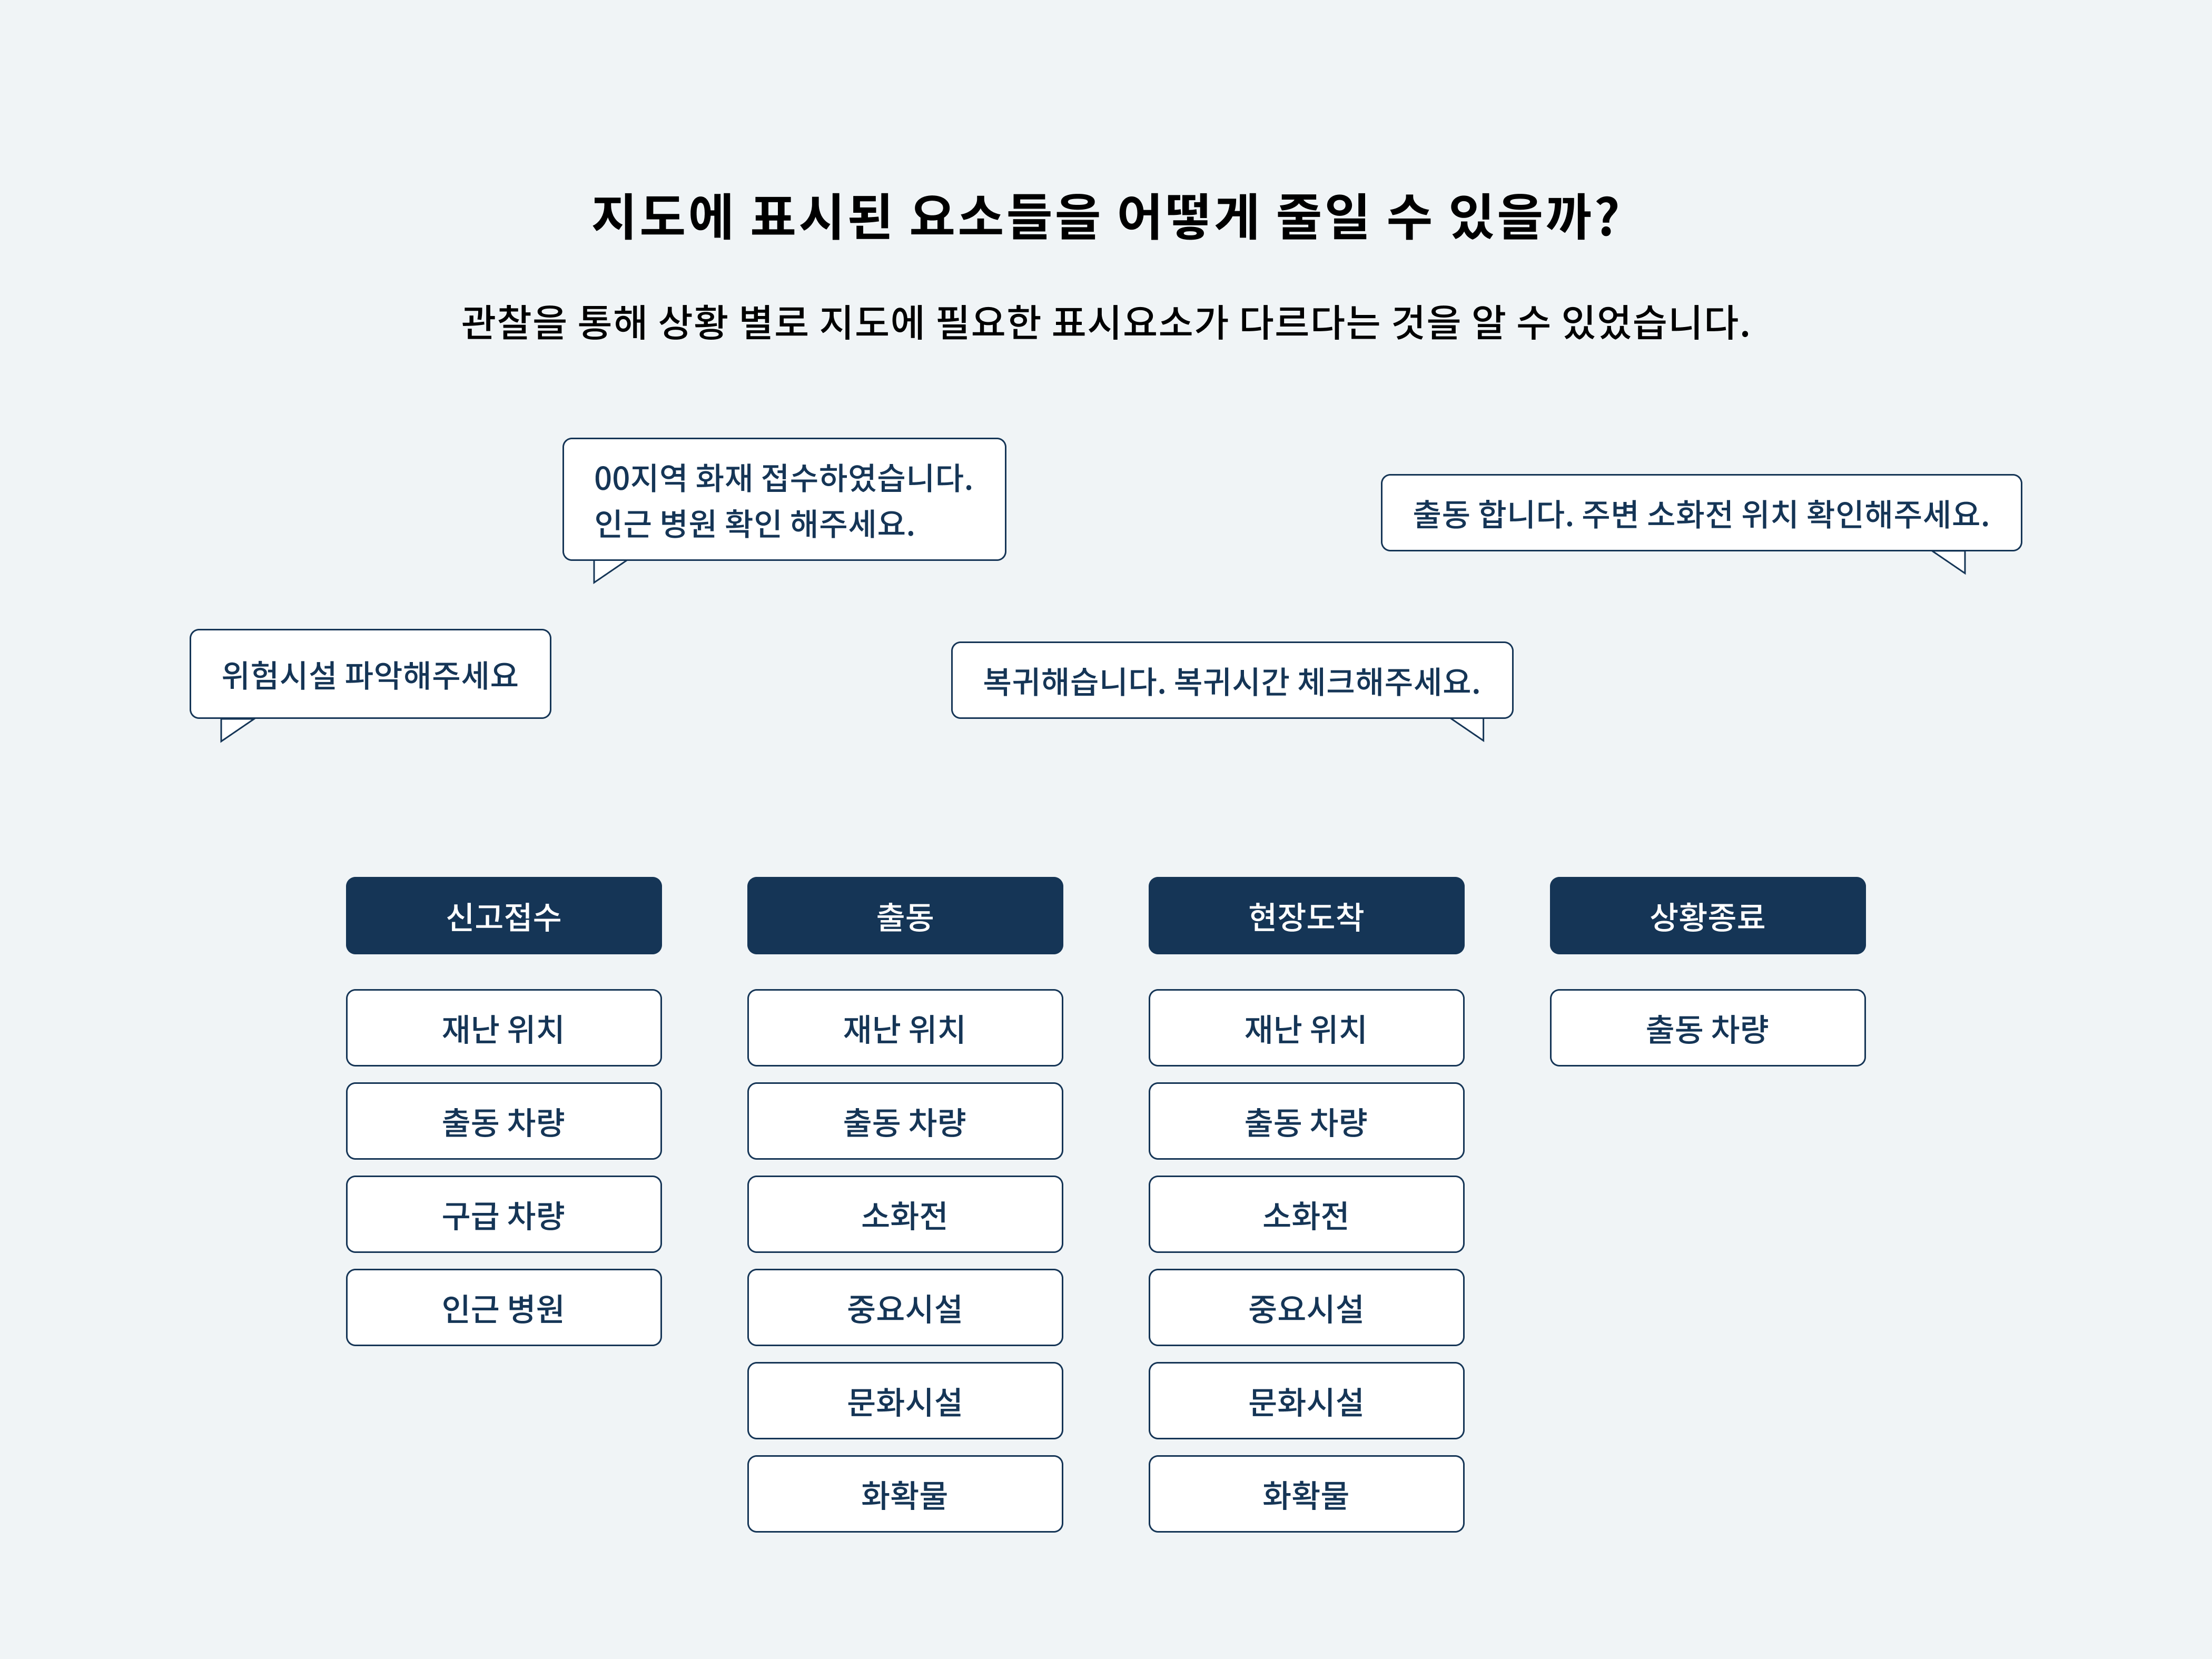 지도에 표시된 요소들을 어떻게 줄일 수 있을까?
관찰을 통해 상황 별로 지도에 필요한 표시요소가 다르다는 것을 알 수 있었습니다.
00지역 화재 접수하였습니다.
인근 병원 확인 해주세요.
출동 합니다. 주변 소화전 위치 확인해주세요.
위험시설 파악해주세요
복귀해습니다. 복귀시간 체크해주세요.
신고접수
재난 위치
출동 차량
구급 차량
인근 병원
출동
재난 위치
출동 차량
소화전
중요시설
문화시설
화확물
현장도착
재난 위치
출동 차량
소화전
중요시설
문화시설
화확물
상황종료
출동 차량